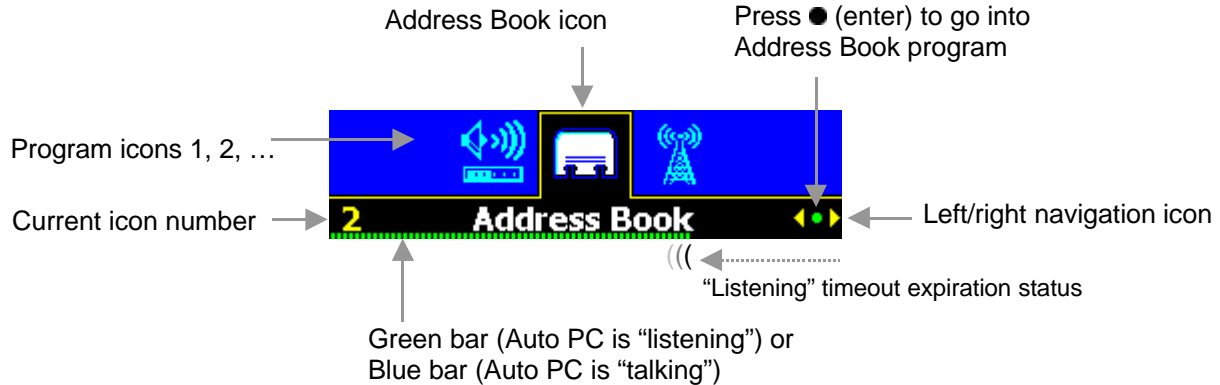 Address Book icon
Press ● (enter) to go into
Address Book program
Program icons 1, 2, …
Current icon number
2
Address Book
Left/right navigation icon
“Listening” timeout expiration status
Green bar (Auto PC is “listening”) or
Blue bar (Auto PC is “talking”)